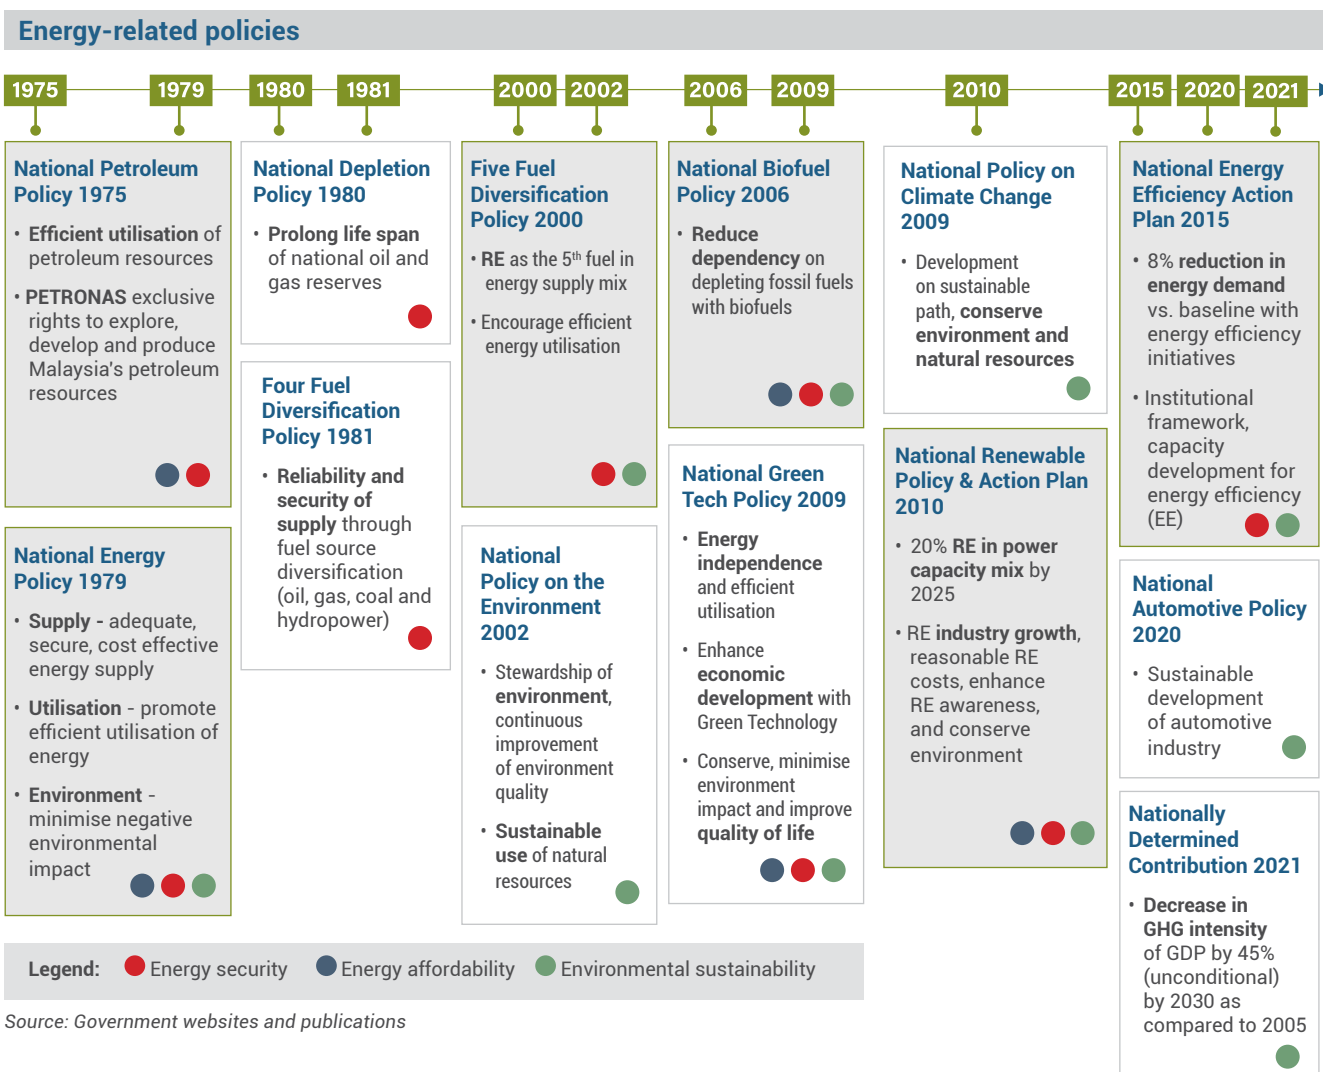 Energy-related policies
1975
1979
1980
1981
2000
2002
2006
2009
2010
2015
2020
2021
National Petroleum
Policy 1975
• Efficient utilisation of
petroleum resources
• PETRONAS exclusive
rights to explore,
develop and produce
Malaysia's petroleum
resources
National Energy
Policy 1979
• Supply - adequate,
secure, cost effective
energy supply
• Utilisation - promote
efficient utilisation of
energy
• Environment -
minimise negative
environmental
impact
National Depletion
Policy 1980
• Prolong life span
of national oil and
gas reserves
Four Fuel
Diversification
Policy 1981
• Reliability and
security of
supply through
fuel source
diversification
(oil, gas, coal and
hydropower)
Five Fuel
Diversification
Policy 2000
• RE as the 5th fuel in
energy supply mix
• Encourage efficient
energy utilisation
National
Policy on the
Environment
2002
• Stewardship of
environment,
continuous
improvement
of environment
quality
• Sustainable
use of natural
resources
National Biofuel
Policy 2006
• Reduce
dependency on
depleting fossil fuels
with biofuels
National Green
Tech Policy 2009
• Energy
independence
and efficient
utilisation
• Enhance
economic
development with
Green Technology
• Conserve, minimise
environment
impact and improve
quality of life
National Policy on
Climate Change
2009
• Development
on sustainable
path, conserve
environment and
natural resources
National Renewable
Policy & Action Plan
2010
• 20% RE in power
capacity mix by
2025
• RE industry growth,
reasonable RE
costs, enhance
RE awareness,
and conserve
environment
National Energy
Efficiency Action
Plan 2015
• 8% reduction in
energy demand
vs. baseline with
energy efficiency
initiatives
• Institutional
framework,
capacity
development for
energy efficiency
(EE)
National
Automotive Policy
2020
• Sustainable
development
of automotive
industry
Nationally
Determined
Contribution 2021
• Decrease in
GHG intensity
of GDP by 45%
(unconditional)
by 2030 as
compared to 2005
Legend: Energy security Energy affordability Environmental sustainability
Source: Government websites and publications